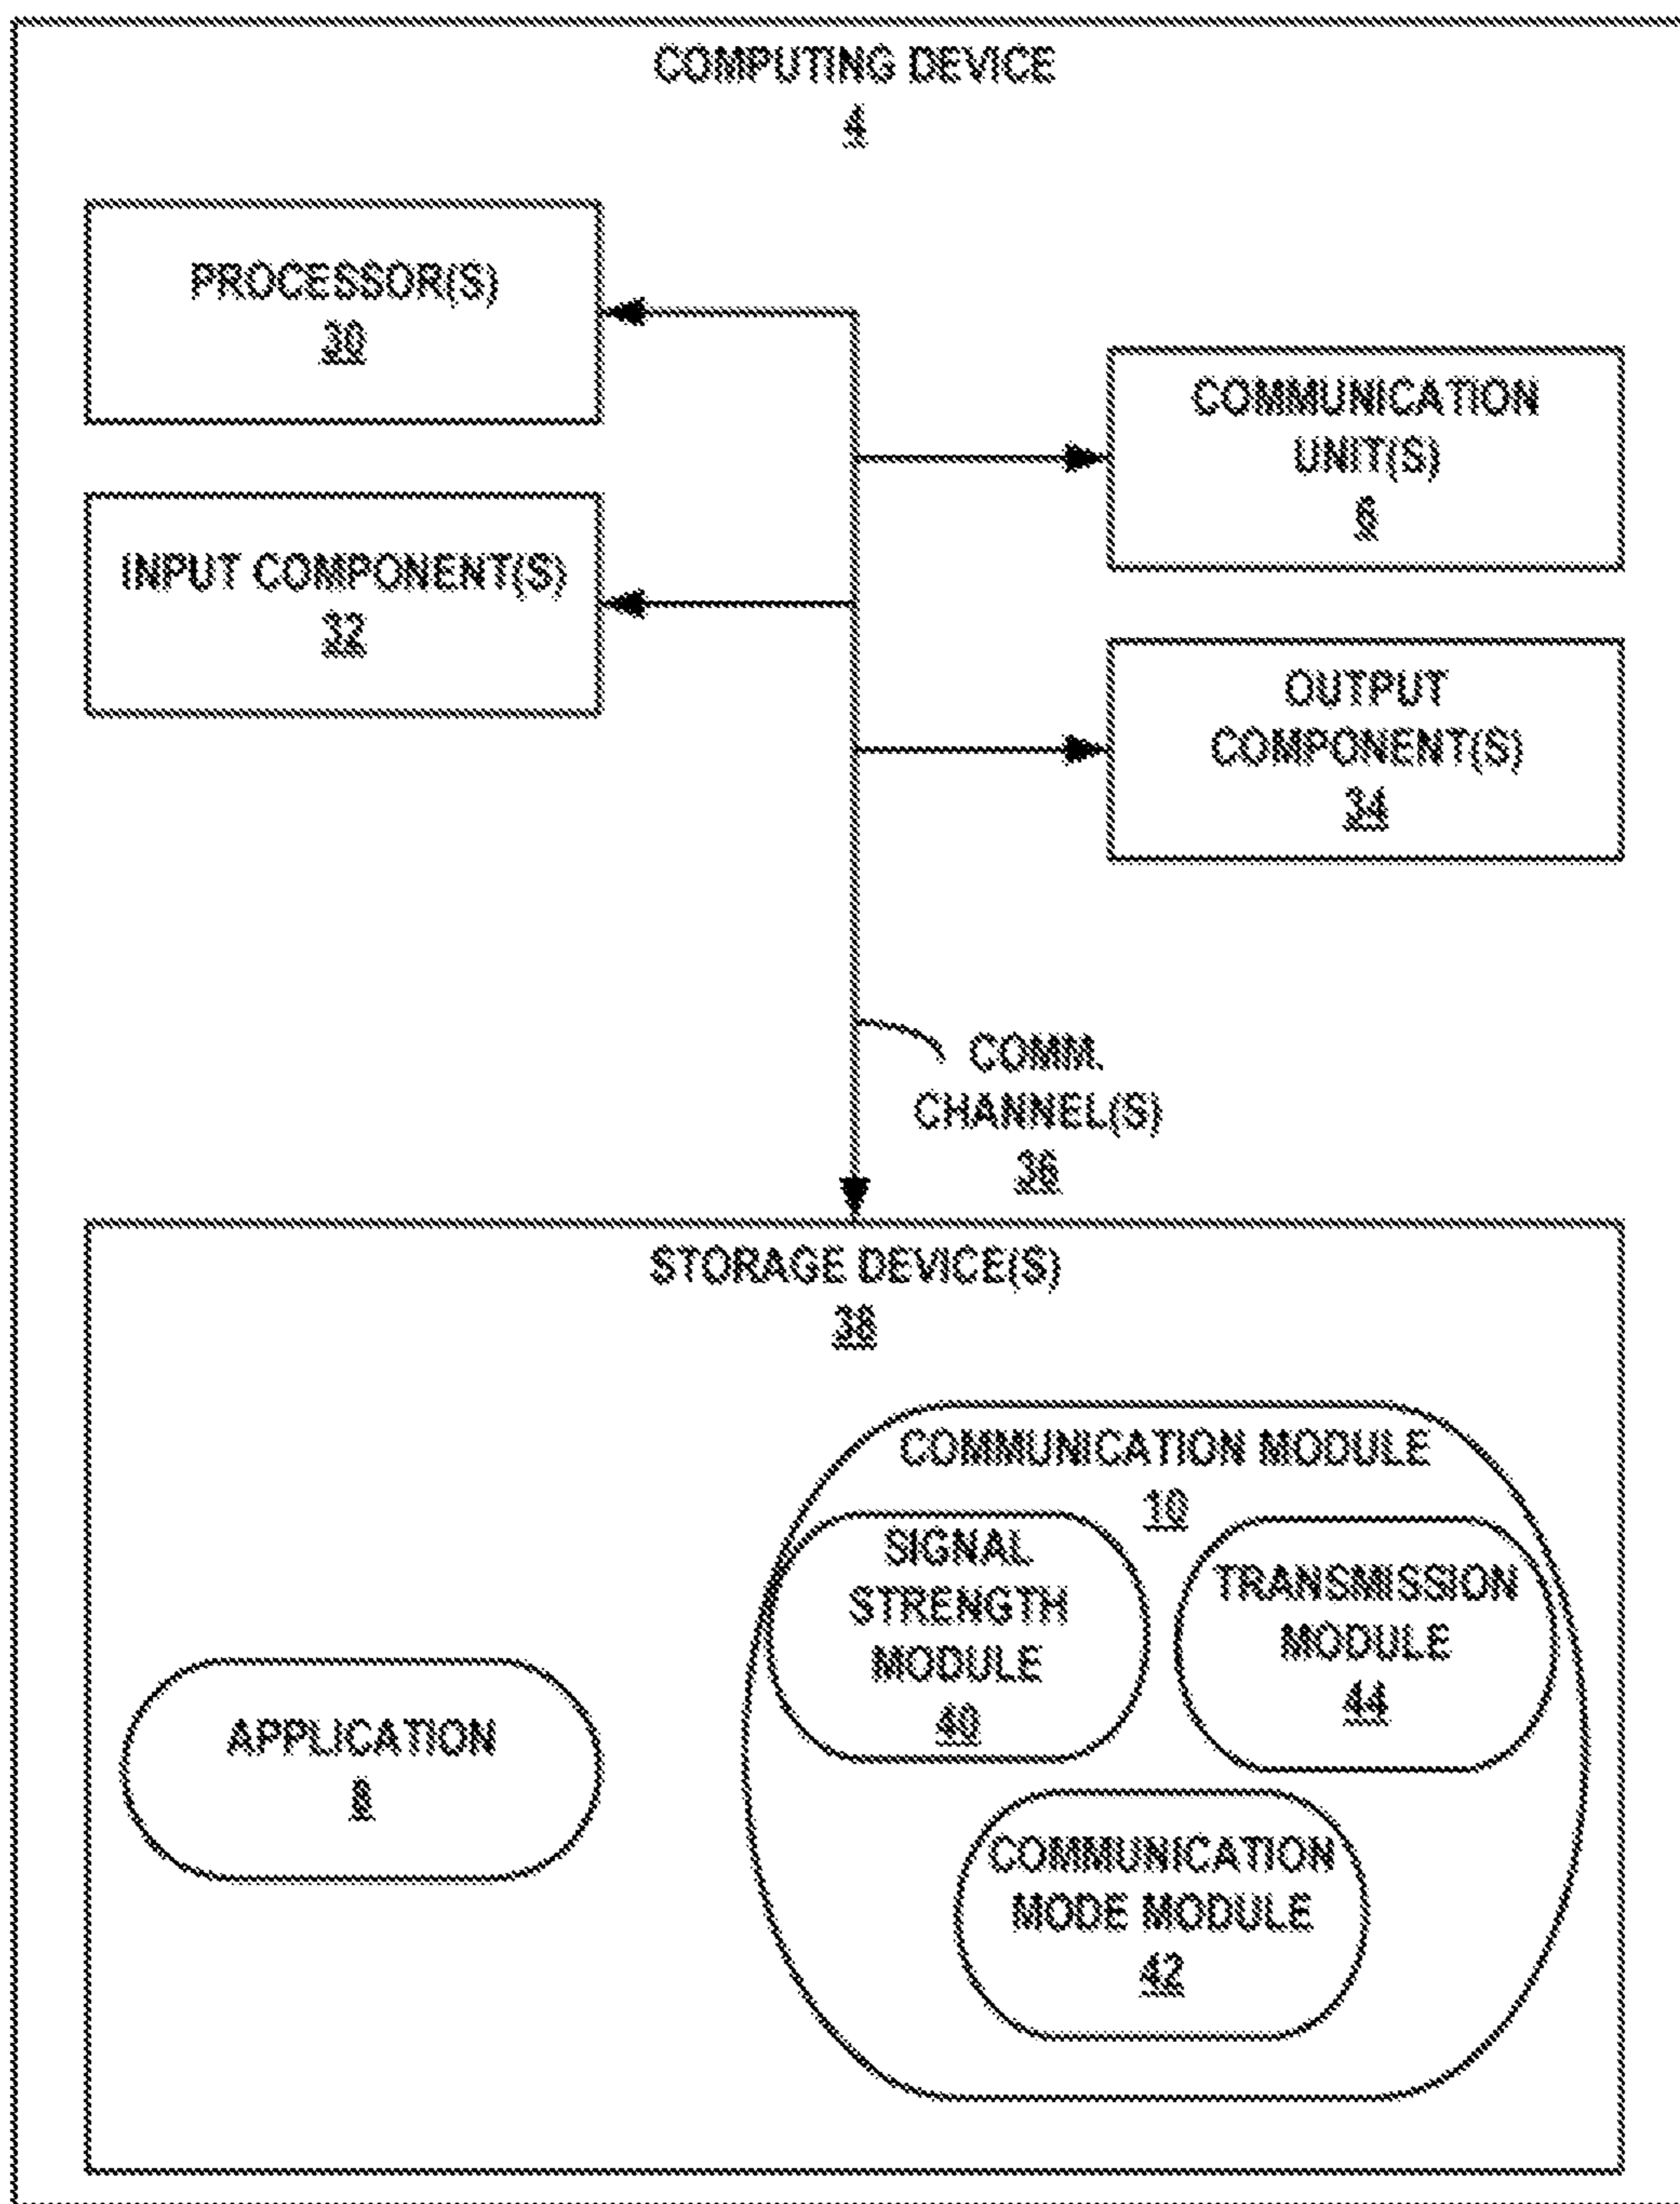 COMPUTING DEVICE
4
PROCESSOR(S)
30
COMMUNICATION
UNIT(S)
6
INPUT COMPONENT(S)
32
OUTPUT
COMPONENT(S)
34
COMM.
CHANNEL(S)
36
STORAGE DEVICE(S)
38
COMMUNICATION MODULE
10
SIGNAL
STRENGTH
MODULE
40
TRANSMISSION
MODULE
44
APPLICATION
8
COMMUNICATION
MODE MODULE
42